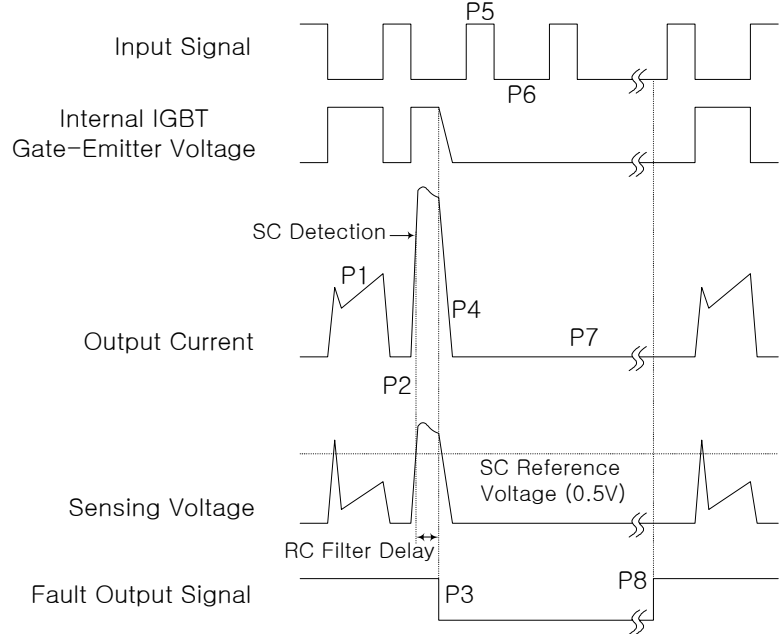 P5
Input Signal
P6
Internal IGBT
Gate-Emitter Voltage
SC Detection
P1
P4
Output Current
P7
P2
SC Reference
Voltage (0.5V)
Sensing Voltage
RC Filter Delay
P3
P8
Fault Output Signal